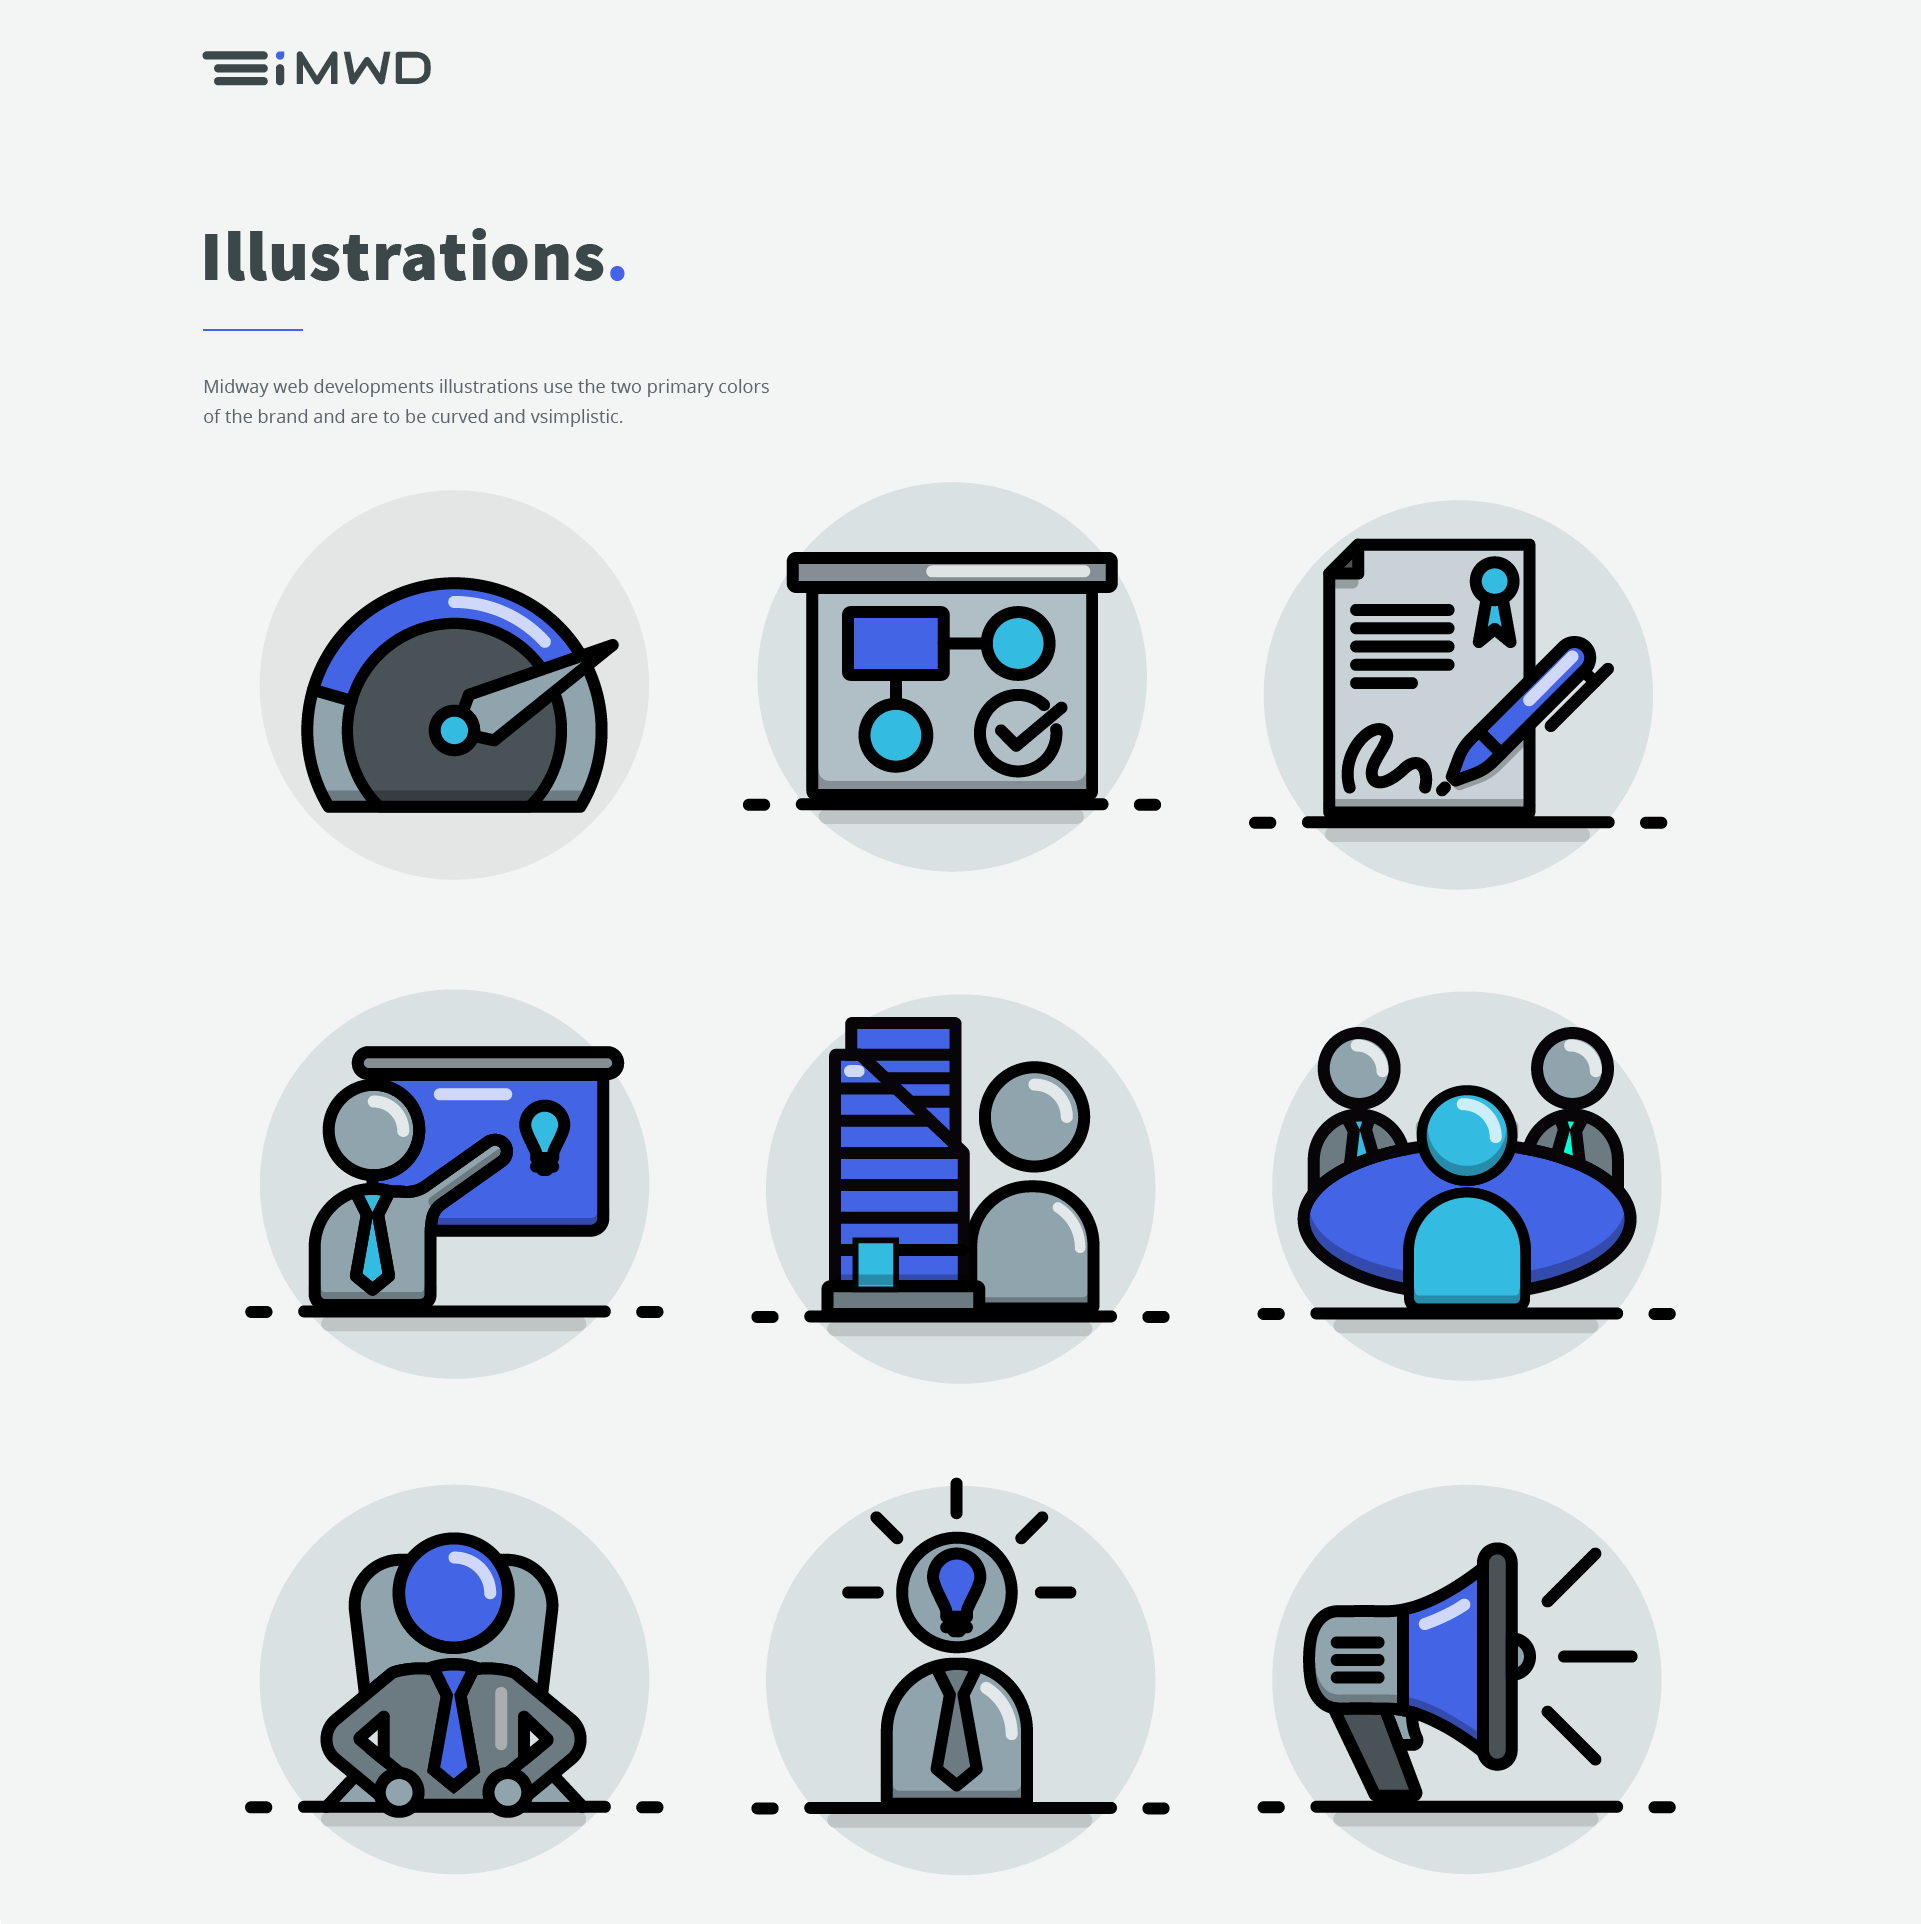 iMWD
Illustrations.
Midway web developments illustrations use the two primary colors
of the brand and are to be curved and vsimplistic.